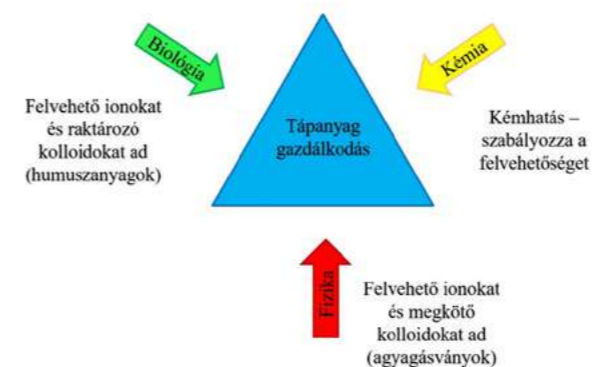 Biológia
Kémia
Felvehető ionokat
és raktározó
kolloidokat ad
(humuszanyagok)
Tápanyag
gazdálkodás
Kémhatás –
szabályozza a
felvehetőséget
Fizika
Felvehető ionokat
és megkötő
kolloidokat ad
(agyagásványok)